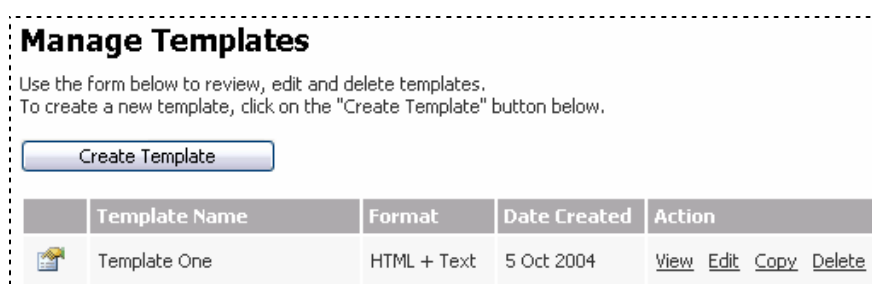 Manage Templates
Use the form below to review, edit and delete templates.
To create a new template, click on the "Create Template" button below.
Create Template
Template Name Format Date Created Action
Template One HTML + Text 5 Oct 2004 View Edit Copy Delete